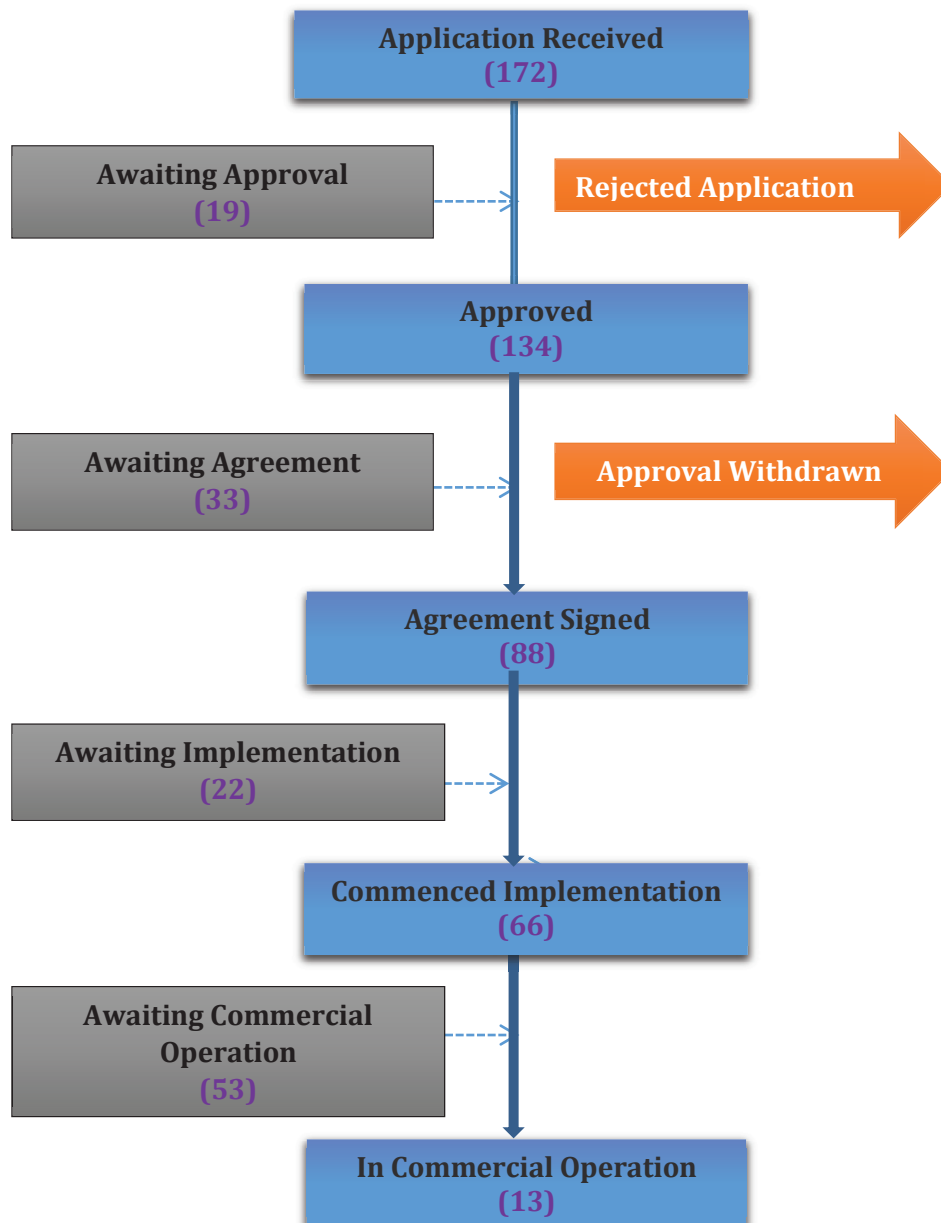 Application Received
(172)
Awaiting Approval
(19)
Rejected Application
Approved
(134)
Awaiting Agreement
(33)
Approval Withdrawn
Agreement Signed
(88)
Awaiting Implementation
(22)
Commenced Implementation
(66)
Awaiting Commercial
Operation
(53)
In Commercial Operation
(13)